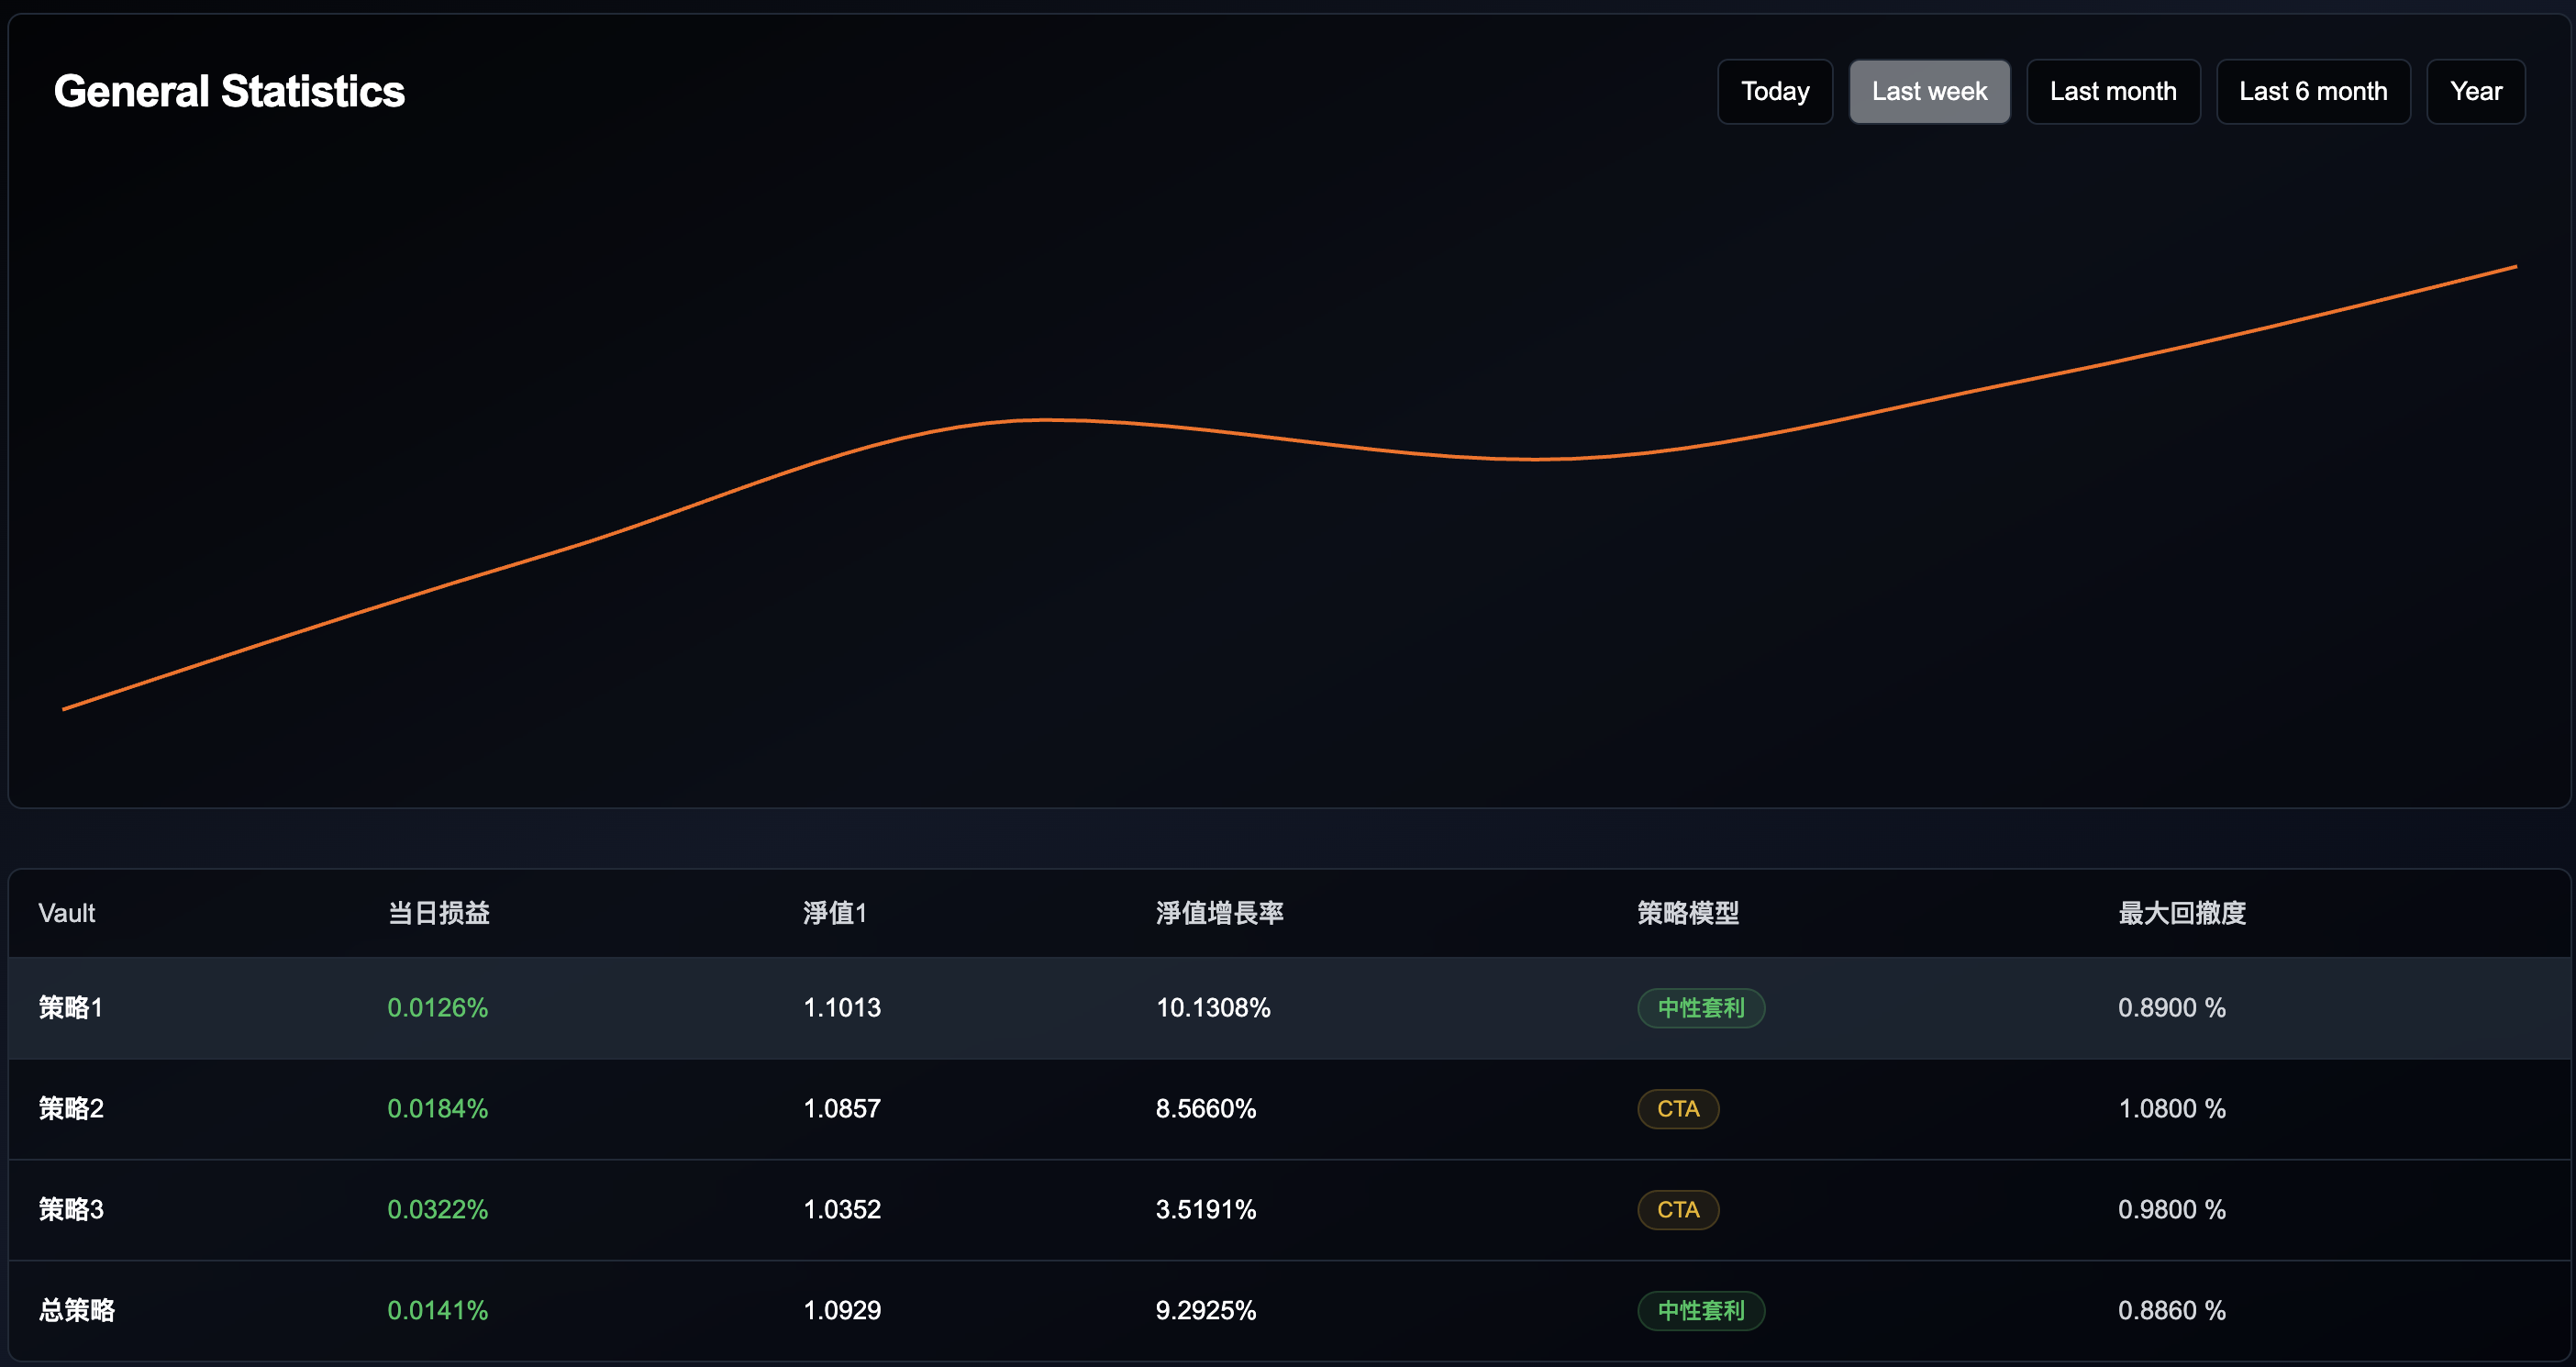 General Statistics
Today Last week Last month Last 6 month Year
Vault 当日损益 淨值1 淨值增長率 策略模型 最大回撤度
策略1 0.0126% 1.1013 10.1308% 中性套利 0.8900 %
策略2 0.0184% 1.0857 8.5660% CTA 1.0800 %
策略3 0.0322% 1.0352 3.5191% CTA 0.9800 %
总策略 0.0141% 1.0929 9.2925% 中性套利 0.8860 %